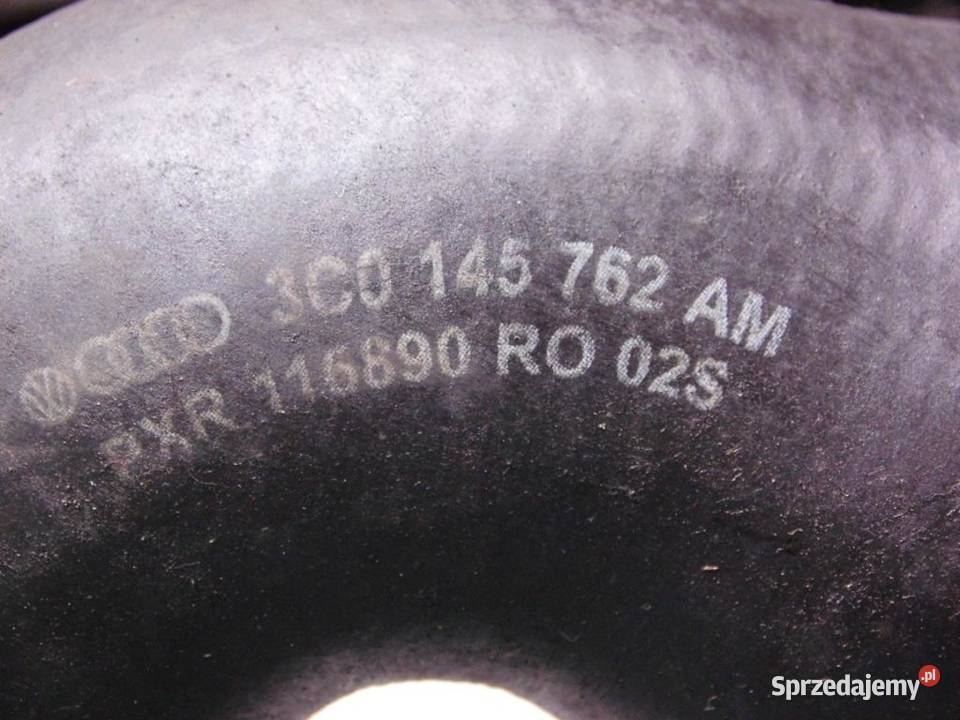 3C0 145 762 AM
PXR 116890 RO 02S
Sprzedajemy.pl